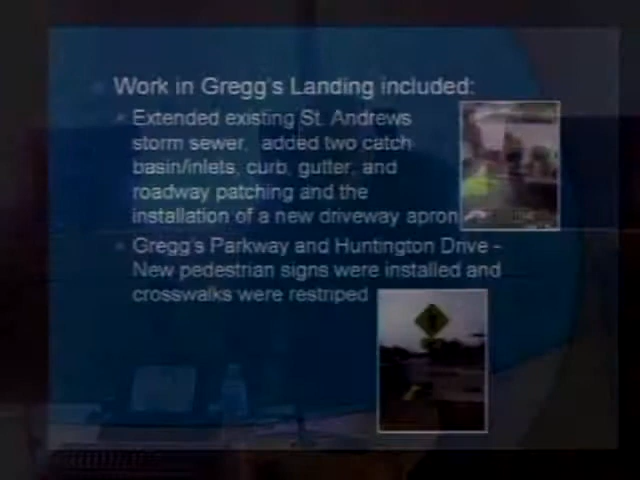 Work in Gregg's Landing included:
Extended existing St. Andrews
storm sewer, added two catch
basin/inlets, curb, gutter, and
roadway patching and the
installation of a new driveway apron
Gregg's Parkway and Huntington Drive -
New pedestrian signs were installed and
crosswalks were restriped